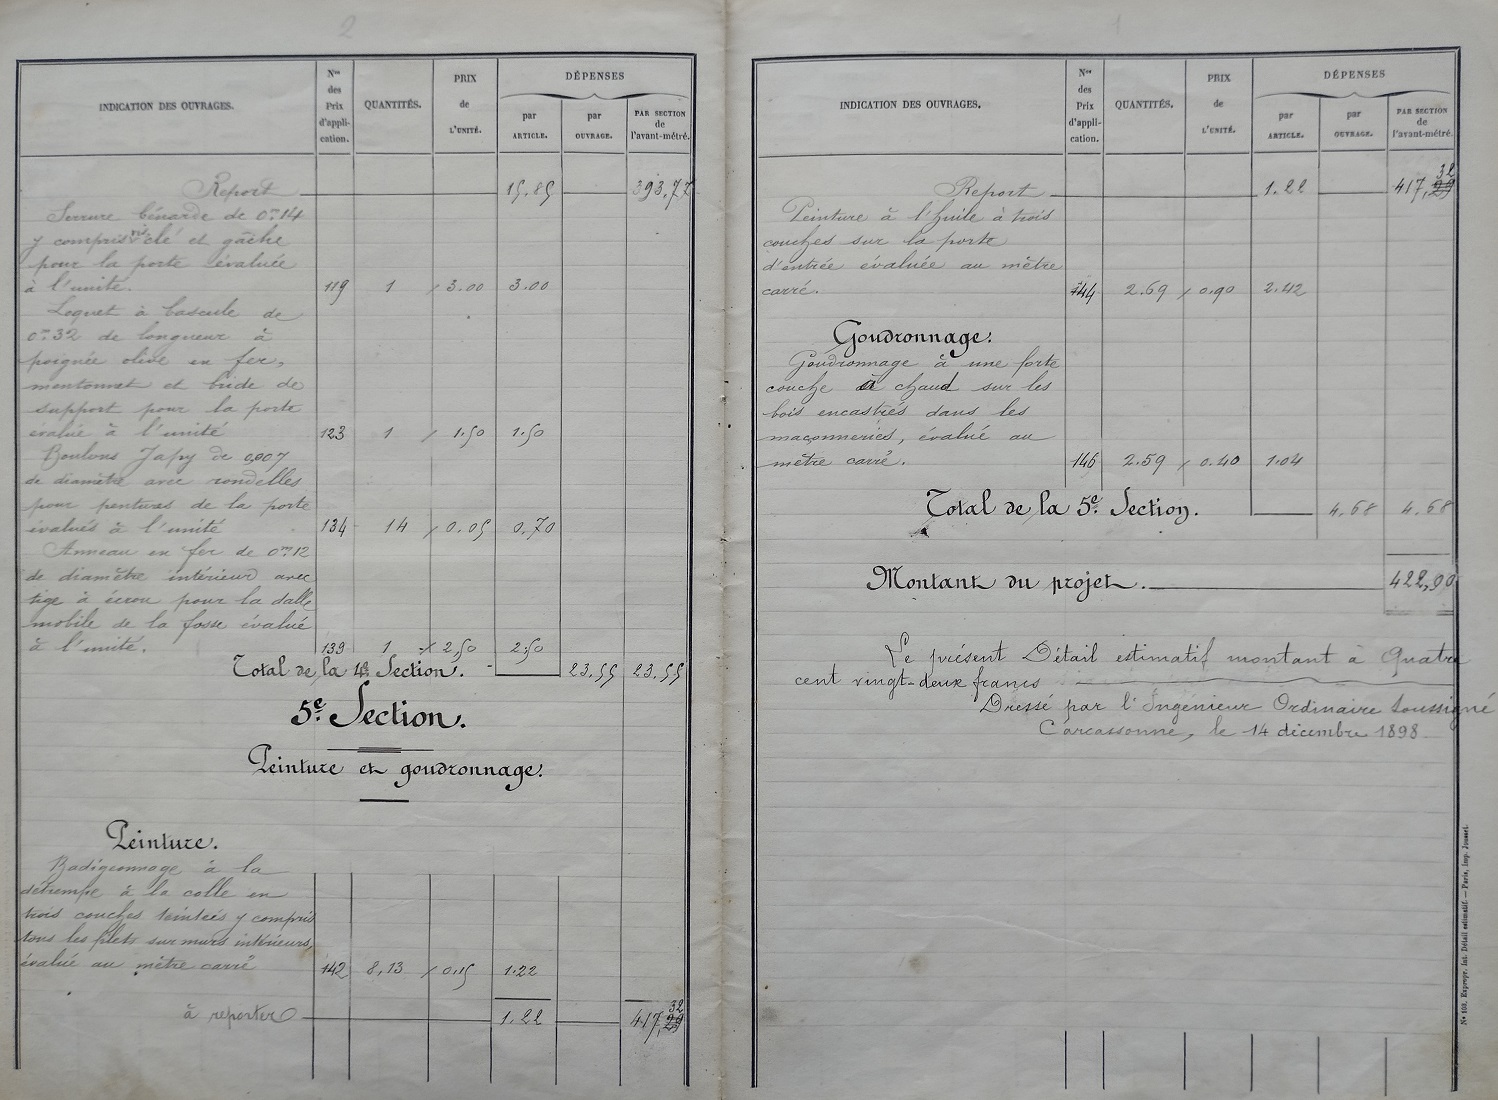 2
INDICATION DES OUVRAGES.
Nos des Prix d'appli-cation.
QUANTITÉS.
PRIX de L'UNITÉ.
DÉPENSES
par ARTICLE.
par OUVRAGE.
PAR SECTION de l'avant-métré.
Report 15.85 393,77
Serrure bénarde de 0m14
y compris vis clé et gâche
pour la porte évaluée
à l'unité. 119 1 3.00 3.00
Loquet à bascule de
0m32 de longueur à
poignée olive en fer,
mentonnet et bride de
support pour la porte
évalué à l'unité 123 1 1.50 1.50
Boulons Japy de 0,007
de diamètre avec rondelles
pour pentures de la porte
évalués à l'unité 134 14 0.05 0.70
Anneau en fer de 0m12
de diamètre intérieur avec
tige à écrou pour la dalle
mobile de la fosse évalué
à l'unité. 139 1 2,50 2.50
Total de la 4e Section. 23.55 23.55
5e Section.
Peinture et goudronnage.
Peinture.
Badigeonnage à la
détrempe à la colle en
trois couches teintées y compris
tous les filets sur murs intérieurs,
évalué au mètre carré 142 8,13 0.15 1.22
32
à reporter 1.22 417,29
1
INDICATION DES OUVRAGES.
Nos des Prix d'appli-cation.
QUANTITÉS.
PRIX de L'UNITÉ.
DÉPENSES
par ARTICLE.
par OUVRAGE.
PAR SECTION de l'avant-métré.
32
Report 1.22 417,29
Peinture à l'huile à trois
couches sur la porte
d'entrée évaluée au mètre
carré. 144 2.69 0.90 2.42
Goudronnage.
Goudronnage à une forte
couche à chaud sur les
bois encastrés dans les
maçonneries, évalué au
mètre carré. 146 2.59 0.40 1.04
Total de la 5e Section. 4.68 4.68
Montant du projet. 422,00
Le présent Détail estimatif montant à Quatre
cent vingt-deux francs
Dressé par l'Ingénieur Ordinaire soussigné
Carcassonne, le 14 décembre 1898
No 103. Expropr. Int. Détail estimatif. — Paris, Imp. Jousset.